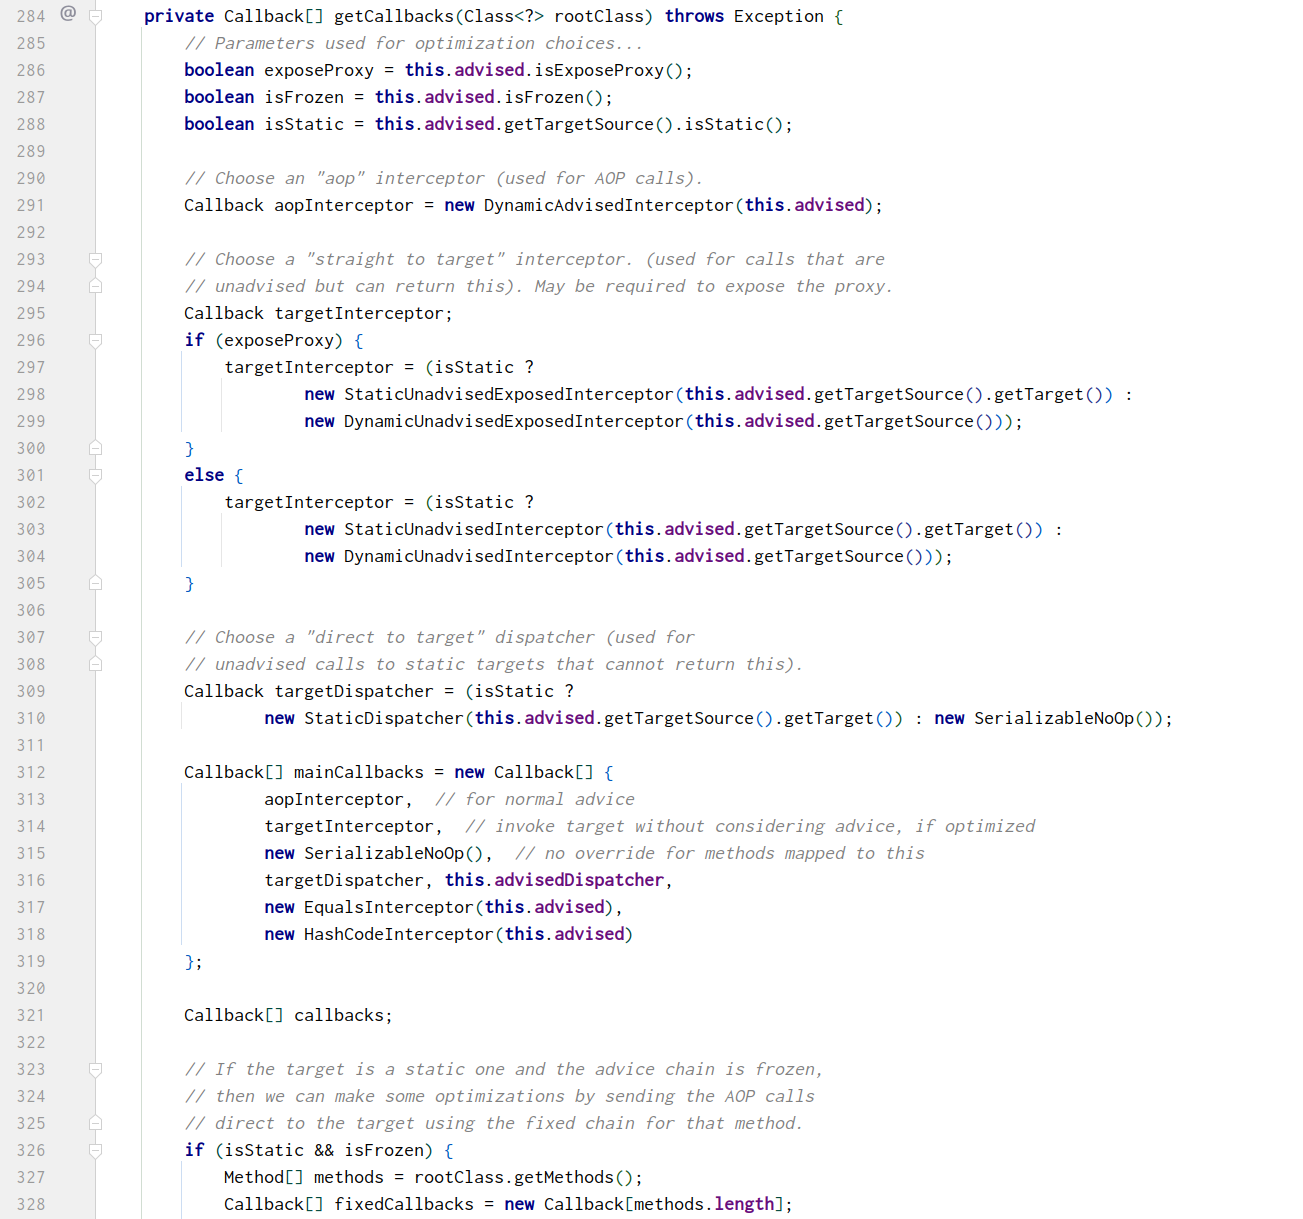 284 @ private Callback[] getCallbacks(Class<?> rootClass) throws Exception {
285 // Parameters used for optimization choices...
286 boolean exposeProxy = this.advised.isExposeProxy();
287 boolean isFrozen = this.advised.isFrozen();
288 boolean isStatic = this.advised.getTargetSource().isStatic();
289
290 // Choose an "aop" interceptor (used for AOP calls).
291 Callback aopInterceptor = new DynamicAdvisedInterceptor(this.advised);
292
293 // Choose a "straight to target" interceptor. (used for calls that are
294 // unadvised but can return this). May be required to expose the proxy.
295 Callback targetInterceptor;
296 if (exposeProxy) {
297 targetInterceptor = (isStatic ?
298 new StaticUnadvisedExposedInterceptor(this.advised.getTargetSource().getTarget()) :
299 new DynamicUnadvisedExposedInterceptor(this.advised.getTargetSource()));
300 }
301 else {
302 targetInterceptor = (isStatic ?
303 new StaticUnadvisedInterceptor(this.advised.getTargetSource().getTarget()) :
304 new DynamicUnadvisedInterceptor(this.advised.getTargetSource()));
305 }
306
307 // Choose a "direct to target" dispatcher (used for
308 // unadvised calls to static targets that cannot return this).
309 Callback targetDispatcher = (isStatic ?
310 new StaticDispatcher(this.advised.getTargetSource().getTarget()) : new SerializableNoOp());
311
312 Callback[] mainCallbacks = new Callback[] {
313 aopInterceptor, // for normal advice
314 targetInterceptor, // invoke target without considering advice, if optimized
315 new SerializableNoOp(), // no override for methods mapped to this
316 targetDispatcher, this.advisedDispatcher,
317 new EqualsInterceptor(this.advised),
318 new HashCodeInterceptor(this.advised)
319 };
320
321 Callback[] callbacks;
322
323 // If the target is a static one and the advice chain is frozen,
324 // then we can make some optimizations by sending the AOP calls
325 // direct to the target using the fixed chain for that method.
326 if (isStatic && isFrozen) {
327 Method[] methods = rootClass.getMethods();
328 Callback[] fixedCallbacks = new Callback[methods.length];